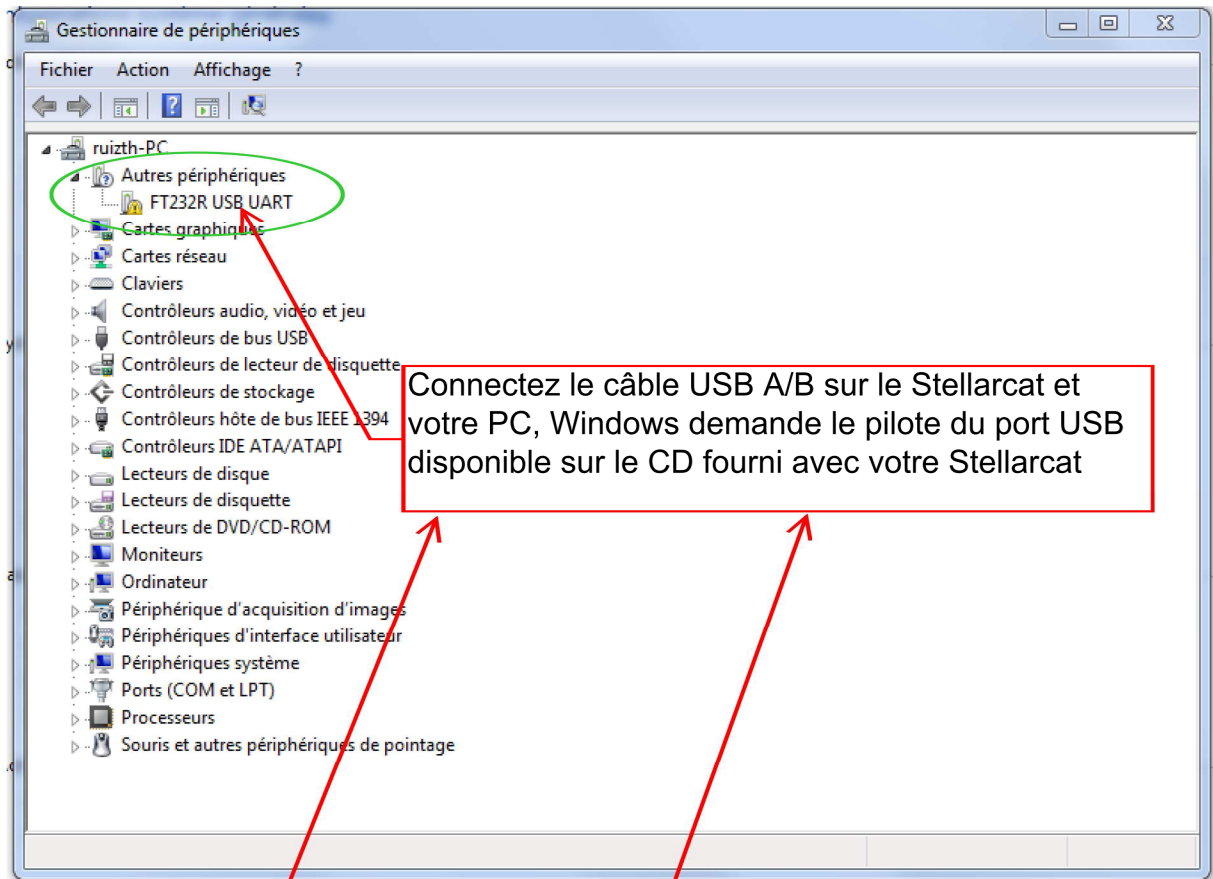 Gestionnaire de périphériques
Fichier Action Affichage ?
ruizth-PC
Autres périphériques
FT232R USB UART
Cartes graphiques
Cartes réseau
Claviers
Contrôleurs audio, vidéo et jeu
Contrôleurs de bus USB
Contrôleurs de lecteur de disquette
Contrôleurs de stockage
Contrôleurs hôte de bus IEEE 1394
Contrôleurs IDE ATA/ATAPI
Lecteurs de disque
Lecteurs de disquette
Lecteurs de DVD/CD-ROM
Moniteurs
Ordinateur
Périphérique d'acquisition d'images
Périphériques d'interface utilisateur
Périphériques système
Ports (COM et LPT)
Processeurs
Souris et autres périphériques de pointage
Connectez le câble USB A/B sur le Stellarcat et
votre PC, Windows demande le pilote du port USB
disponible sur le CD fourni avec votre Stellarcat